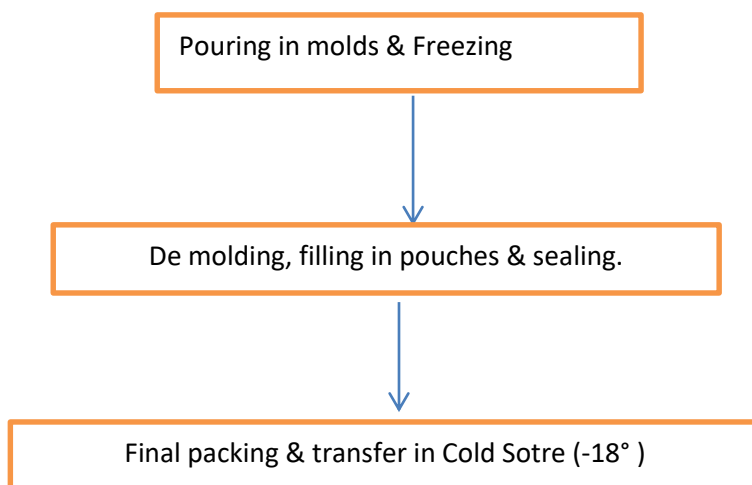 Pouring in molds & Freezing
De molding, filling in pouches & sealing.
Final packing & transfer in Cold Sotre (-18° )